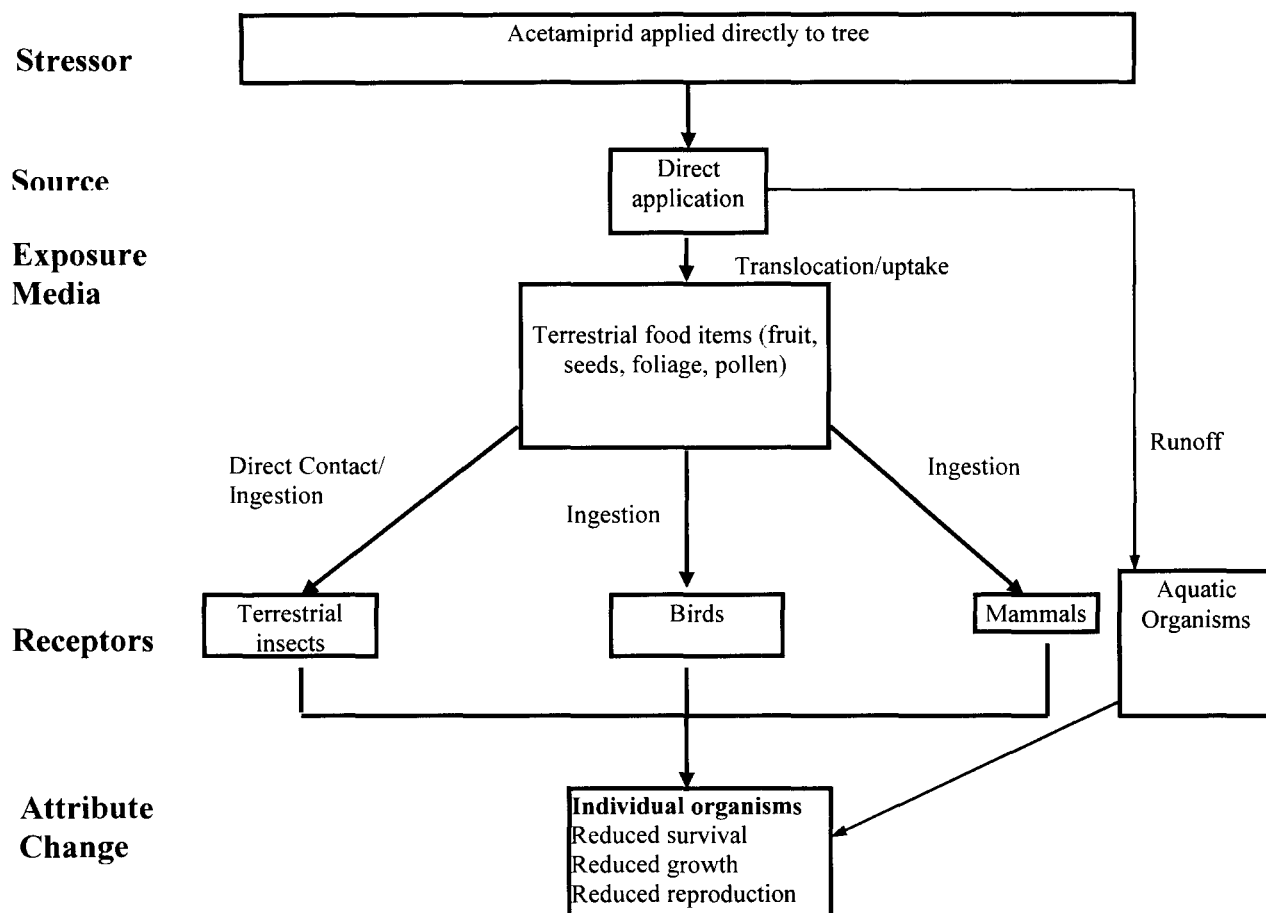 Stressor
Acetamiprid applied directly to tree
Source
Direct
application
Exposure
Media
Translocation/uptake
Terrestrial food items (fruit,
seeds, foliage, pollen)
Direct Contact/
Ingestion
Ingestion
Ingestion
Runoff
Receptors
Terrestrial
insects
Birds
Mammals
Aquatic
Organisms
Attribute
Change
Individual organisms
Reduced survival
Reduced growth
Reduced reproduction